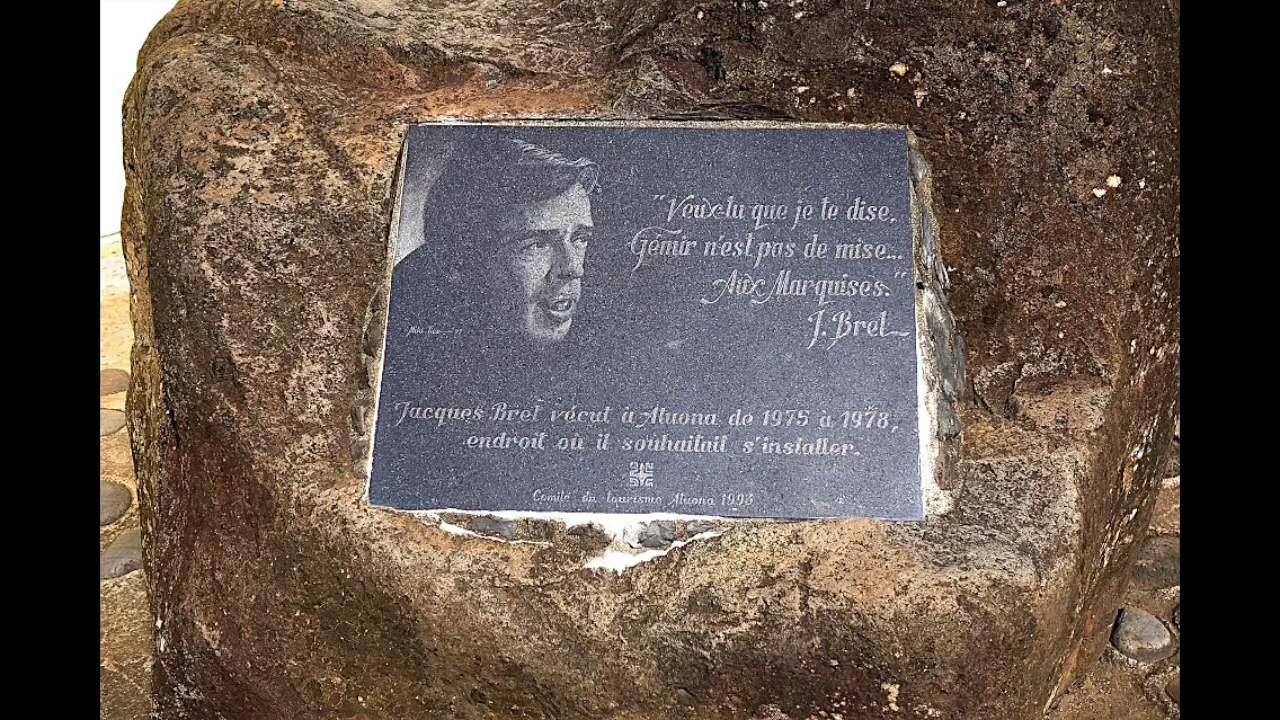 "Veux-tu que je te dise,
Gémir n'est pas de mise...
Aux Marquises."
J. Brel
Jacques Brel vécut à Atuona de 1975 à 1978,
endroit où il souhaitait s'installer.
Comité du tourisme Atuona 1993